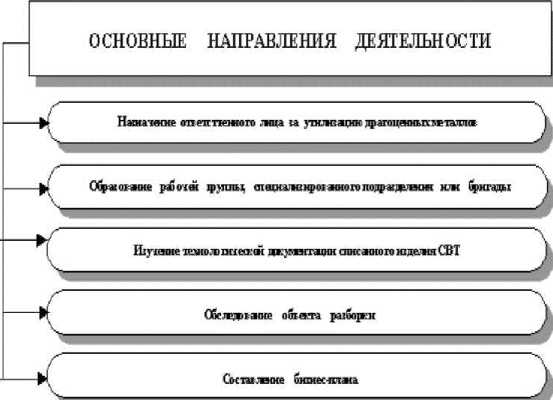 ОСНОВНЫЕ НАПРАВЛЕНИЯ ДЕЯТЕЛЬНОСТИ
Назначение ответственного лица за утилизацию драгоценных металлов
Образование рабочей группы, специализированного подразделения или бригады
Изучение технологической документации списанного изделия СВТ
Обследование объекта разборки
Составление бизнес-плана